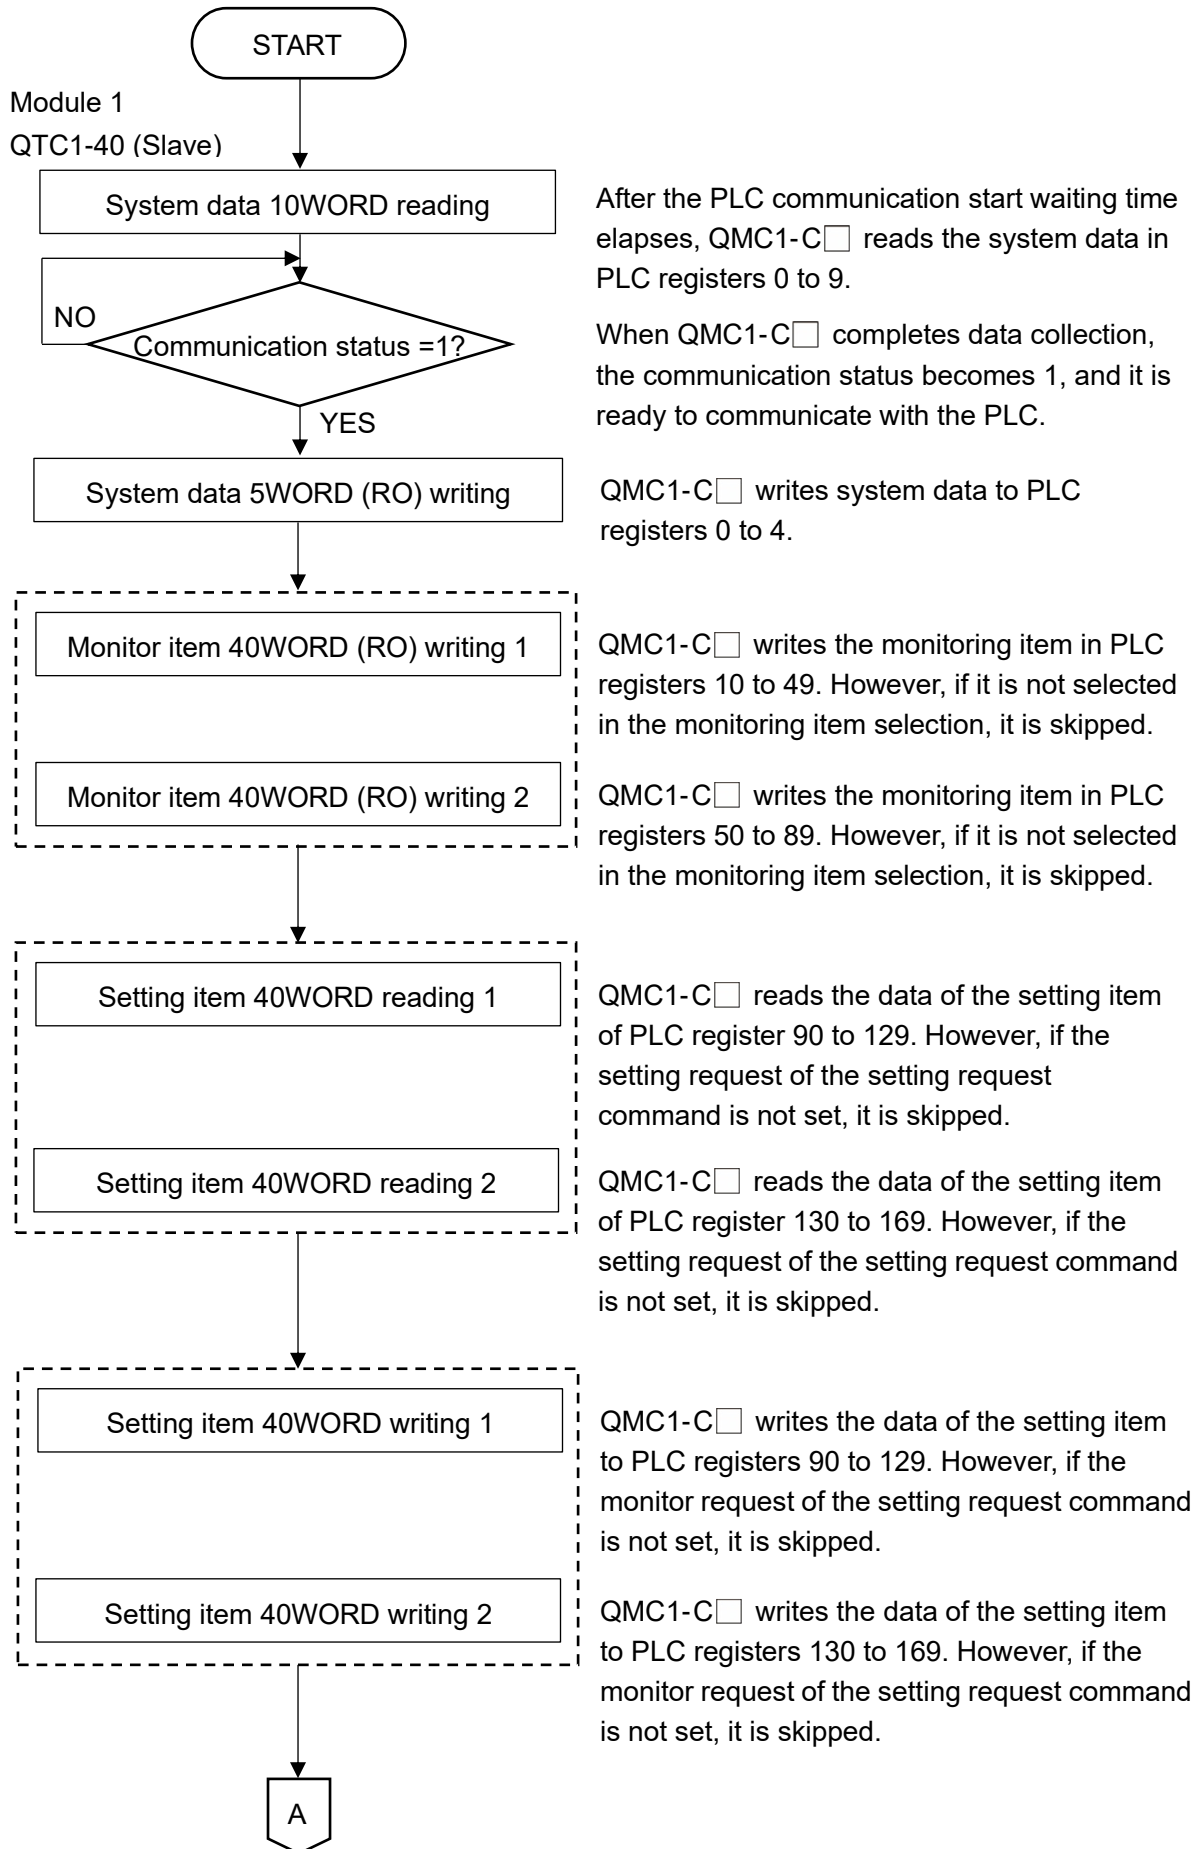 START
Module 1
QTC1-40 (Slave)
System data 10WORD reading
After the PLC communication start waiting time
elapses, QMC1-C□ reads the system data in
PLC registers 0 to 9.
NO
Communication status =1?
When QMC1-C□ completes data collection,
the communication status becomes 1, and it is
ready to communicate with the PLC.
YES
System data 5WORD (RO) writing
QMC1-C□ writes system data to PLC
registers 0 to 4.
Monitor item 40WORD (RO) writing 1
QMC1-C□ writes the monitoring item in PLC
registers 10 to 49. However, if it is not selected
in the monitoring item selection, it is skipped.
Monitor item 40WORD (RO) writing 2
QMC1-C□ writes the monitoring item in PLC
registers 50 to 89. However, if it is not selected
in the monitoring item selection, it is skipped.
Setting item 40WORD reading 1
QMC1-C□ reads the data of the setting item
of PLC register 90 to 129. However, if the
setting request of the setting request
command is not set, it is skipped.
Setting item 40WORD reading 2
QMC1-C□ reads the data of the setting item
of PLC register 130 to 169. However, if the
setting request of the setting request command
is not set, it is skipped.
Setting item 40WORD writing 1
QMC1-C□ writes the data of the setting item
to PLC registers 90 to 129. However, if the
monitor request of the setting request command
is not set, it is skipped.
Setting item 40WORD writing 2
QMC1-C□ writes the data of the setting item
to PLC registers 130 to 169. However, if the
monitor request of the setting request command
is not set, it is skipped.
A